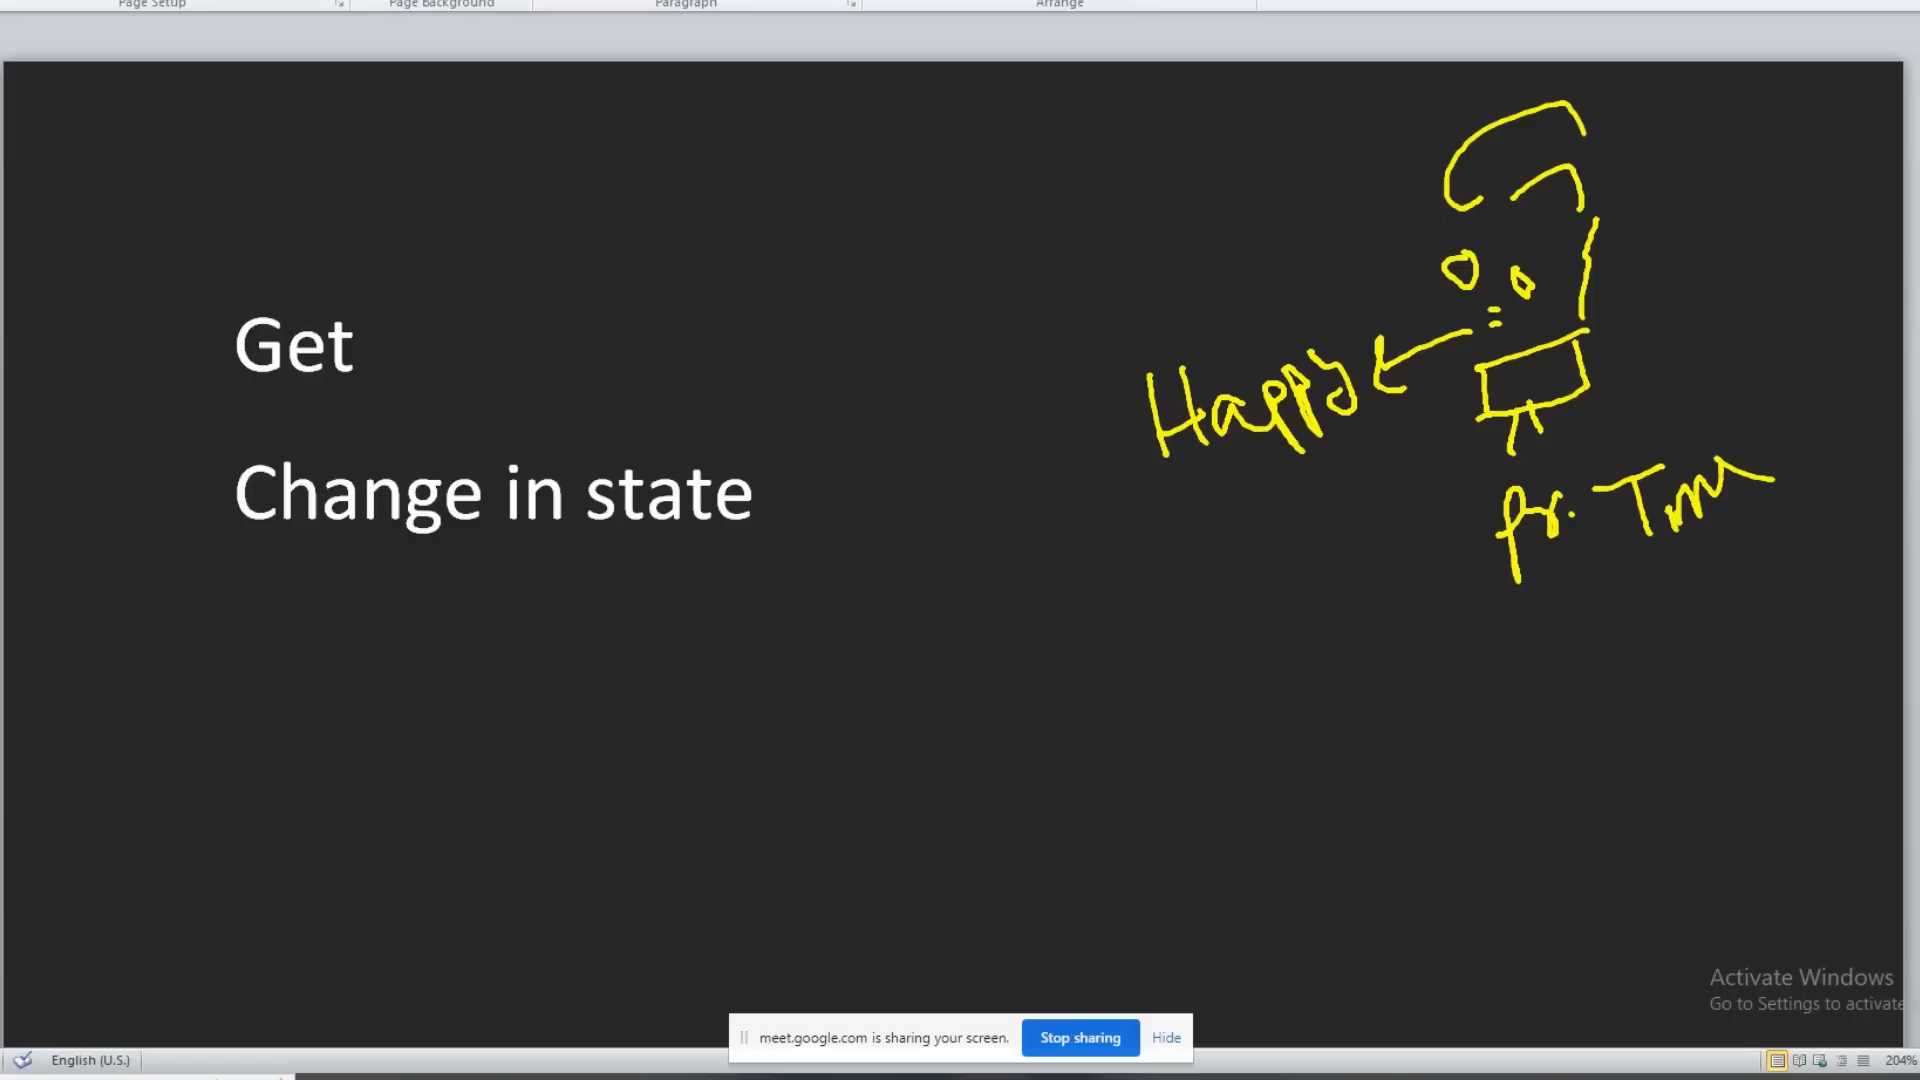 Page Setup
Page Background
Paragraph
Arrange
Get
Change in state
Happy
Activate Windows
Go to Settings to activate
meet.google.com is sharing your screen.
Stop sharing
Hide
English (U.S.)
204%